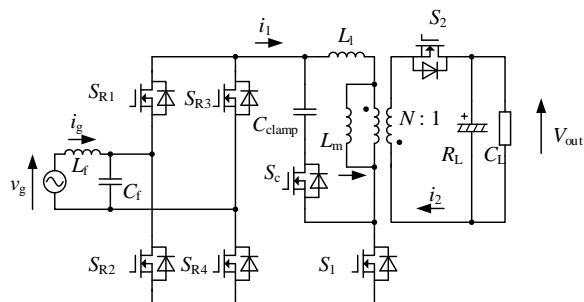 i1
Ll
S2
SR1
SR3
Cclamp
Lm
N : 1
+
RL
CL
Vout
ig
Lf
Cf
vg
Sc
i2
SR2
SR4
S1